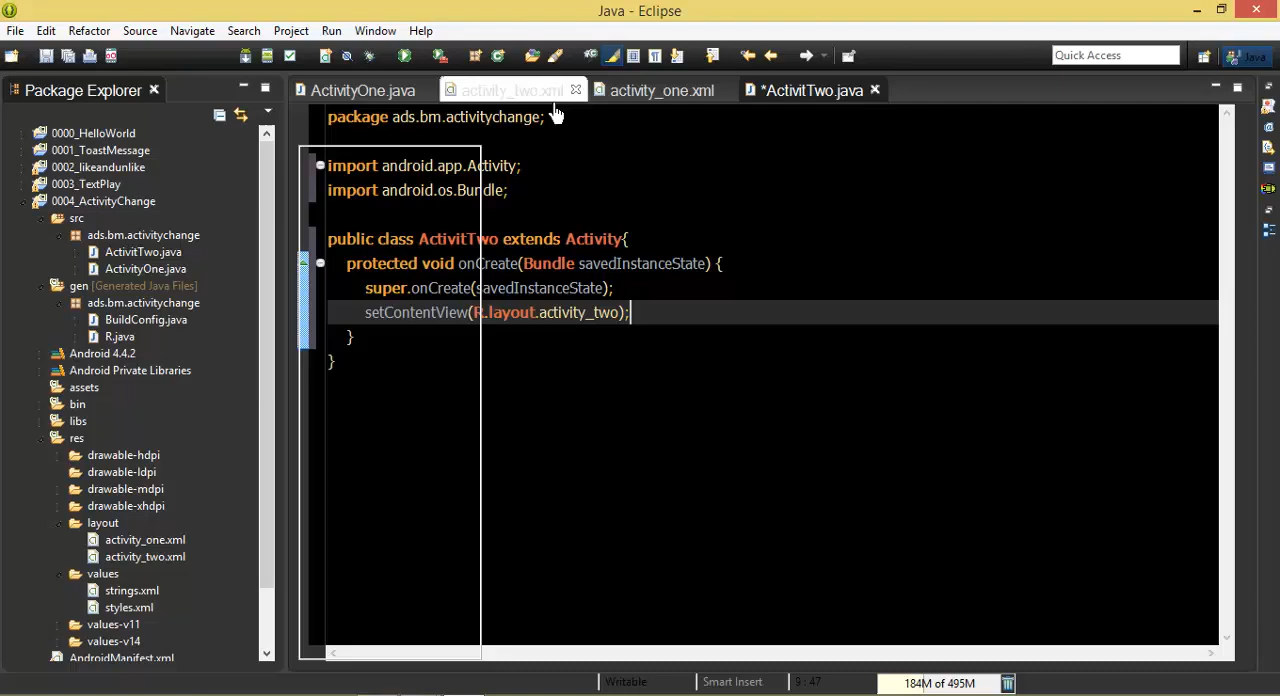 Java - Eclipse
File Edit Refactor Source Navigate Search Project Run Window Help
Quick Access
Java
Package Explorer
0000_HelloWorld
0001_ToastMessage
0002_likeandunlike
0003_TextPlay
0004_ActivityChange
src
ads.bm.activitychange
ActivitTwo.java
ActivityOne.java
gen [Generated Java Files]
ads.bm.activitychange
BuildConfig.java
R.java
Android 4.4.2
Android Private Libraries
assets
bin
libs
res
drawable-hdpi
drawable-ldpi
drawable-mdpi
drawable-xhdpi
layout
activity_one.xml
activity_two.xml
values
strings.xml
styles.xml
values-v11
values-v14
AndroidManifest.xml
ActivityOne.java activity_two.xml activity_one.xml *ActivitTwo.java
package ads.bm.activitychange;
import android.app.Activity;
import android.os.Bundle;
public class ActivitTwo extends Activity{
protected void onCreate(Bundle savedInstanceState) {
super.onCreate(savedInstanceState);
setContentView(R.layout.activity_two);
}
}
Writable Smart Insert 9 : 47 184M of 495M